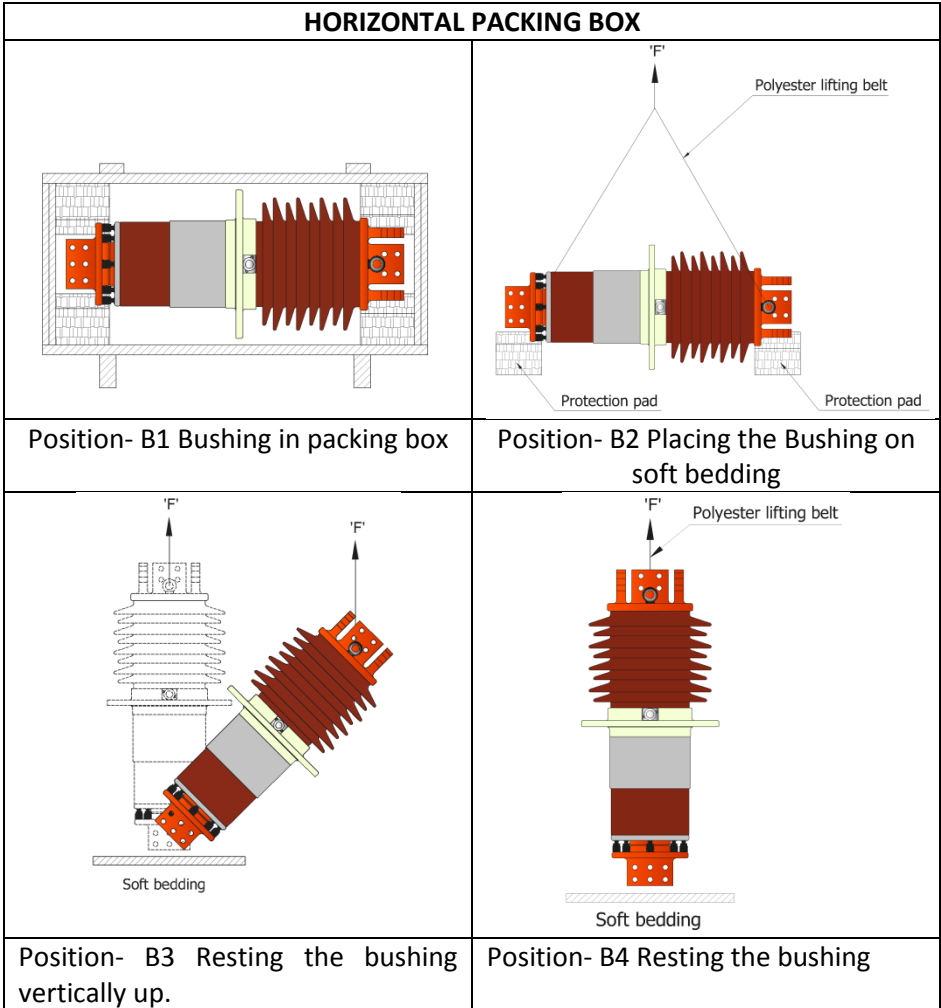 HORIZONTAL PACKING BOX
'F'
Polyester lifting belt
Protection pad
Protection pad
Position- B1 Bushing in packing box
Position- B2 Placing the Bushing on
soft bedding
'F'
'F'
Soft bedding
'F'
Polyester lifting belt
Soft bedding
Position- B3 Resting the bushing
vertically up.
Position- B4 Resting the bushing